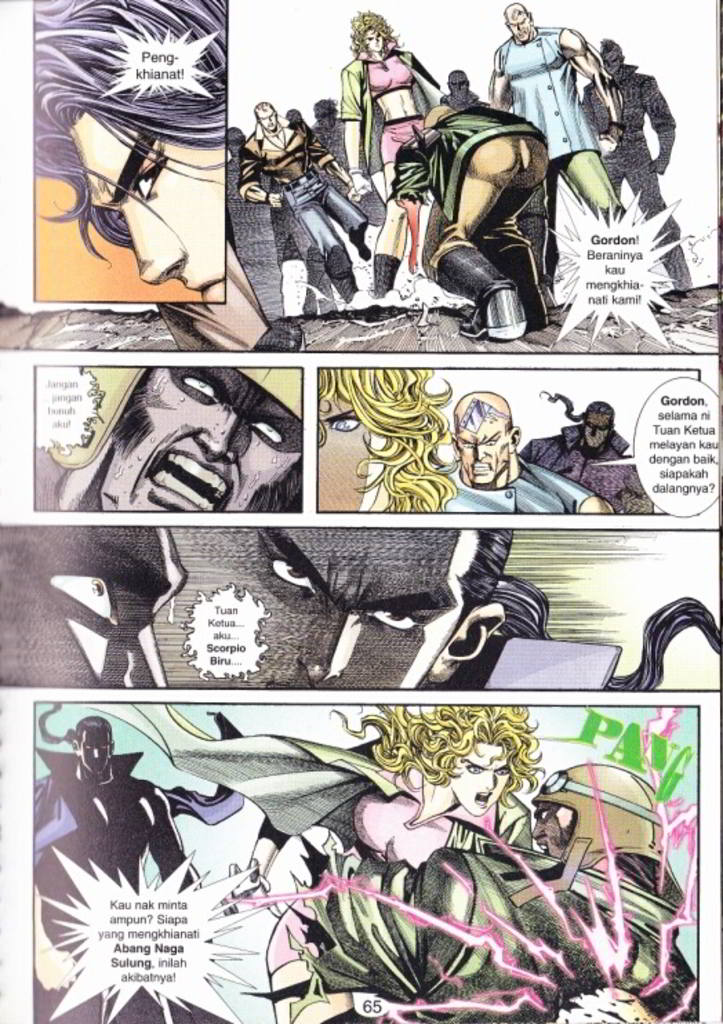 Peng-
khianat!
Gordon!
Beraninya
kau
mengkhia-
nati kami!
Jangan
..jangan
bunuh
aku!
Gordon,
selama ni
Tuan Ketua
melayan kau
dengan baik,
siapakah
dalangnya?
Tuan
Ketua...
aku...
Scorpio
Biru....
PANG
Kau nak minta
ampun? Siapa
yang mengkhianati
Abang Naga
Sulung, inilah
akibatnya!
65